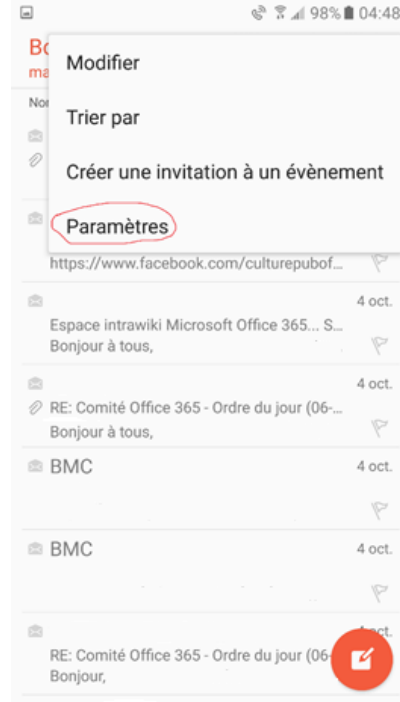 98% 04:48
Bo
ma
Modifier
Trier par
Créer une invitation à un évènement
Paramètres
https://www.facebook.com/culturepubof...
4 oct.
Espace intrawiki Microsoft Office 365... S...
Bonjour à tous,
4 oct.
RE: Comité Office 365 - Ordre du jour (06-...
Bonjour à tous,
BMC 4 oct.
BMC 4 oct.
RE: Comité Office 365 - Ordre du jour (06-
Bonjour,